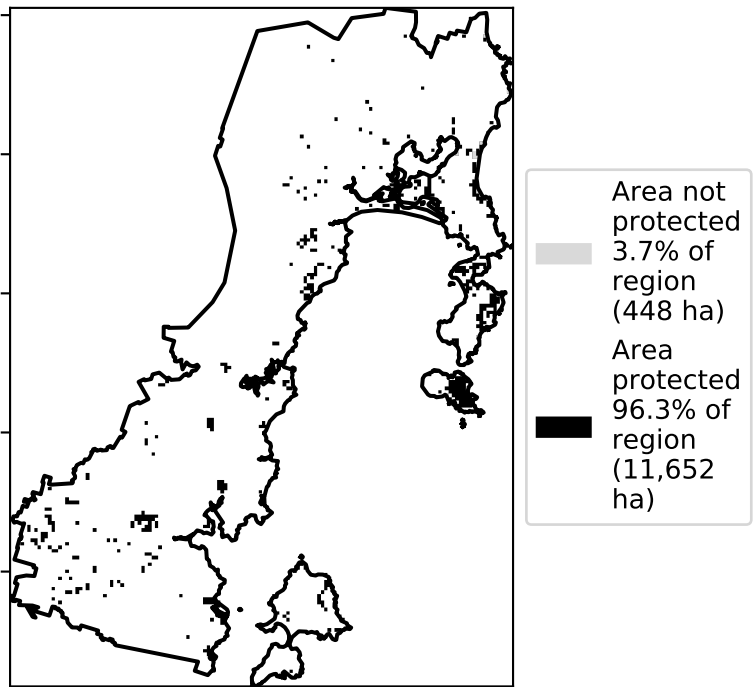 Area not
protected
3.7% of
region
(448 ha)
Area
protected
96.3% of
region
(11,652
ha)